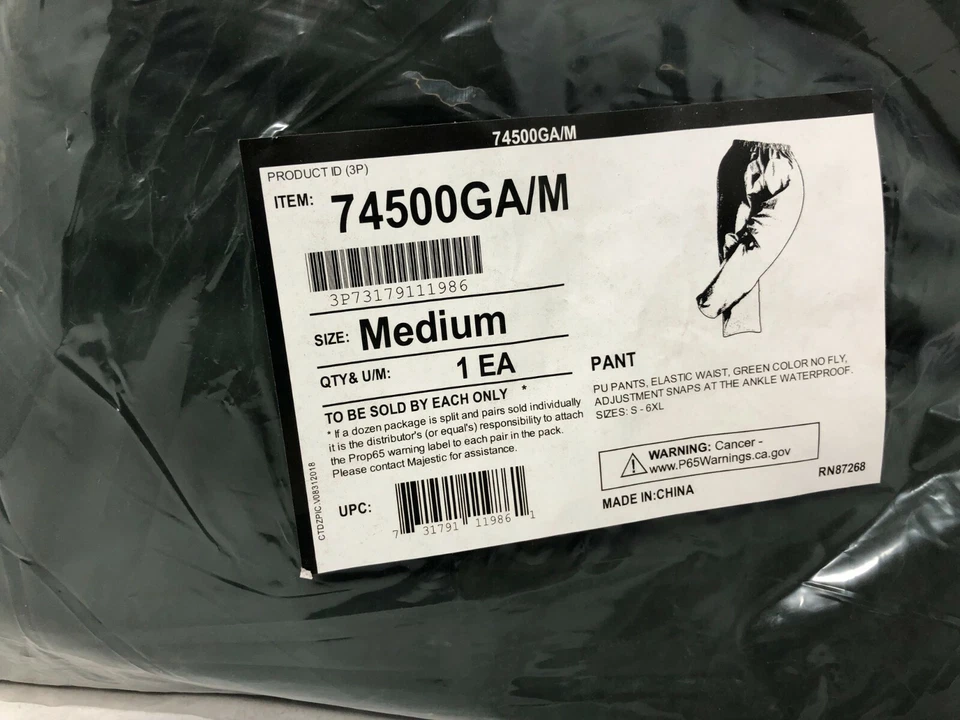 74500GA/M
PRODUCT ID (3P)
ITEM: 74500GA/M
3P73179111986
SIZE: Medium
QTY& U/M: 1 EA
TO BE SOLD BY EACH ONLY *
* If a dozen package is split and pairs sold individually
it is the distributor's (or equal's) responsibility to attach
the Prop65 warning label to each pair in the pack.
Please contact Majestic for assistance.
UPC:
7 31791 11986 1
CTDZPIC.V08312018
PANT
PU PANTS, ELASTIC WAIST, GREEN COLOR NO FLY,
ADJUSTMENT SNAPS AT THE ANKLE WATERPROOF.
SIZES: S - 6XL
WARNING: Cancer -
www.P65Warnings.ca.gov
RN87268
MADE IN:CHINA